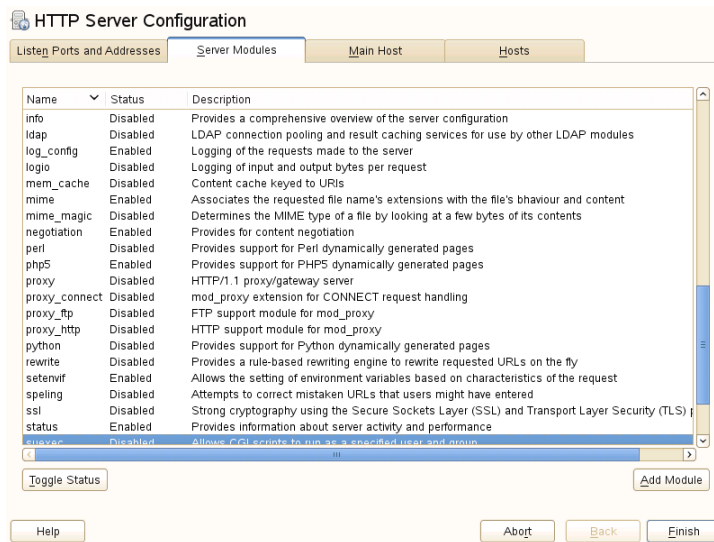 HTTP Server Configuration
Listen Ports and Addresses Server Modules Main Host Hosts
Name Status Description
info Disabled Provides a comprehensive overview of the server configuration
ldap Disabled LDAP connection pooling and result caching services for use by other LDAP modules
log_config Enabled Logging of the requests made to the server
logio Disabled Logging of input and output bytes per request
mem_cache Disabled Content cache keyed to URIs
mime Enabled Associates the requested file name's extensions with the file's bhaviour and content
mime_magic Disabled Determines the MIME type of a file by looking at a few bytes of its contents
negotiation Enabled Provides for content negotiation
perl Disabled Provides support for Perl dynamically generated pages
php5 Enabled Provides support for PHP5 dynamically generated pages
proxy Disabled HTTP/1.1 proxy/gateway server
proxy_connect Disabled mod_proxy extension for CONNECT request handling
proxy_ftp Disabled FTP support module for mod_proxy
proxy_http Disabled HTTP support module for mod_proxy
python Disabled Provides support for Python dynamically generated pages
rewrite Disabled Provides a rule-based rewriting engine to rewrite requested URLs on the fly
setenvif Enabled Allows the setting of environment variables based on characteristics of the request
speling Disabled Attempts to correct mistaken URLs that users might have entered
ssl Disabled Strong cryptography using the Secure Sockets Layer (SSL) and Transport Layer Security (TLS) p
status Enabled Provides information about server activity and performance
suexec Disabled Allows CGI scripts to run as a specified user and group
Toggle Status Add Module
Help Abort Back Finish